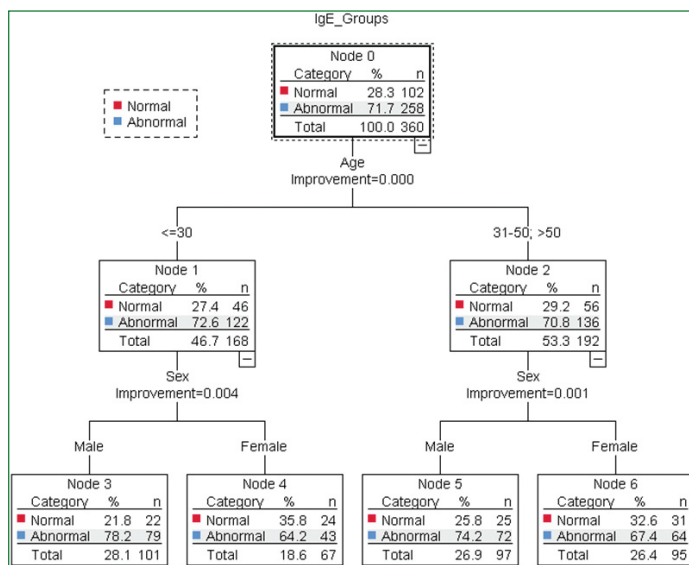 IgE_Groups
Normal
Abnormal
Node 0
Category % n
Normal 28.3 102
Abnormal 71.7 258
Total 100.0 360
Age
Improvement=0.000
<=30
31-50; >50
Node 1
Category % n
Normal 27.4 46
Abnormal 72.6 122
Total 46.7 168
Node 2
Category % n
Normal 29.2 56
Abnormal 70.8 136
Total 53.3 192
Sex
Improvement=0.004
Sex
Improvement=0.001
Male
Female
Male
Female
Node 3
Category % n
Normal 21.8 22
Abnormal 78.2 79
Total 28.1 101
Node 4
Category % n
Normal 35.8 24
Abnormal 64.2 43
Total 18.6 67
Node 5
Category % n
Normal 25.8 25
Abnormal 74.2 72
Total 26.9 97
Node 6
Category % n
Normal 32.6 31
Abnormal 67.4 64
Total 26.4 95